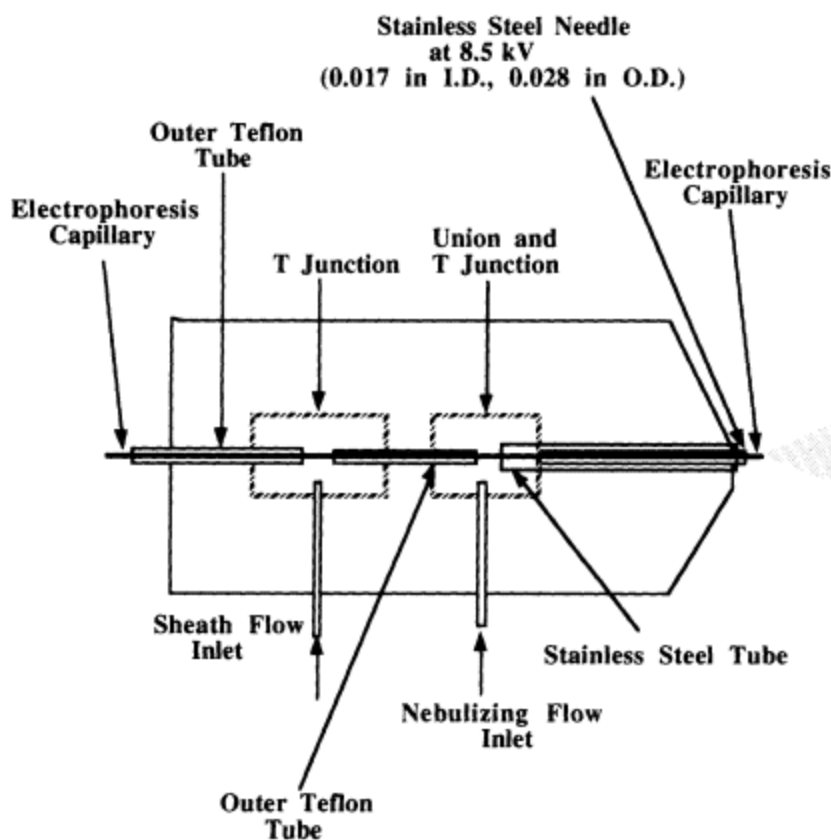 Stainless Steel Needle
at 8.5 kV
(0.017 in I.D., 0.028 in O.D.)
Outer Teflon
Tube
Electrophoresis
Capillary
Electrophoresis
Capillary
T Junction
Union and
T Junction
Sheath Flow
Inlet
Stainless Steel Tube
Nebulizing Flow
Inlet
Outer Teflon
Tube